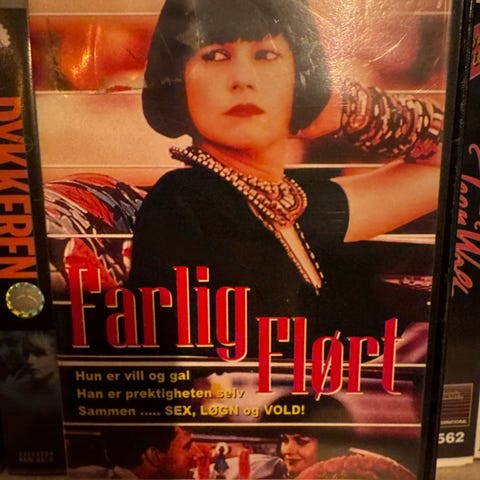 DYKKEREN
Farlig
Flørt
Hun er vill og gal
Han er prektigheten selv
Sammen ..... SEX, LØGN og VOLD!
562